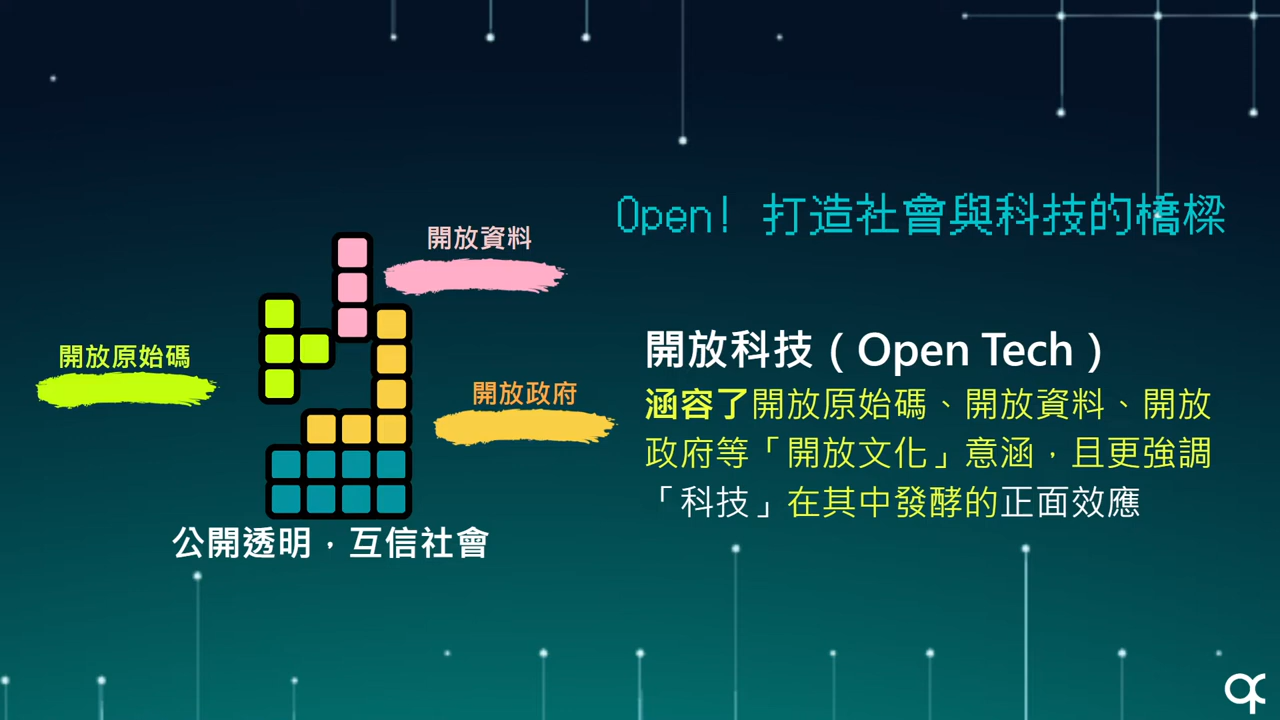 Open! 打造社會與科技的橋樑
開放資料
開放原始碼
開放政府
公開透明，互信社會
開放科技（Open Tech）
涵容了開放原始碼、開放資料、開放
政府等「開放文化」意涵，且更強調
「科技」在其中發酵的正面效應